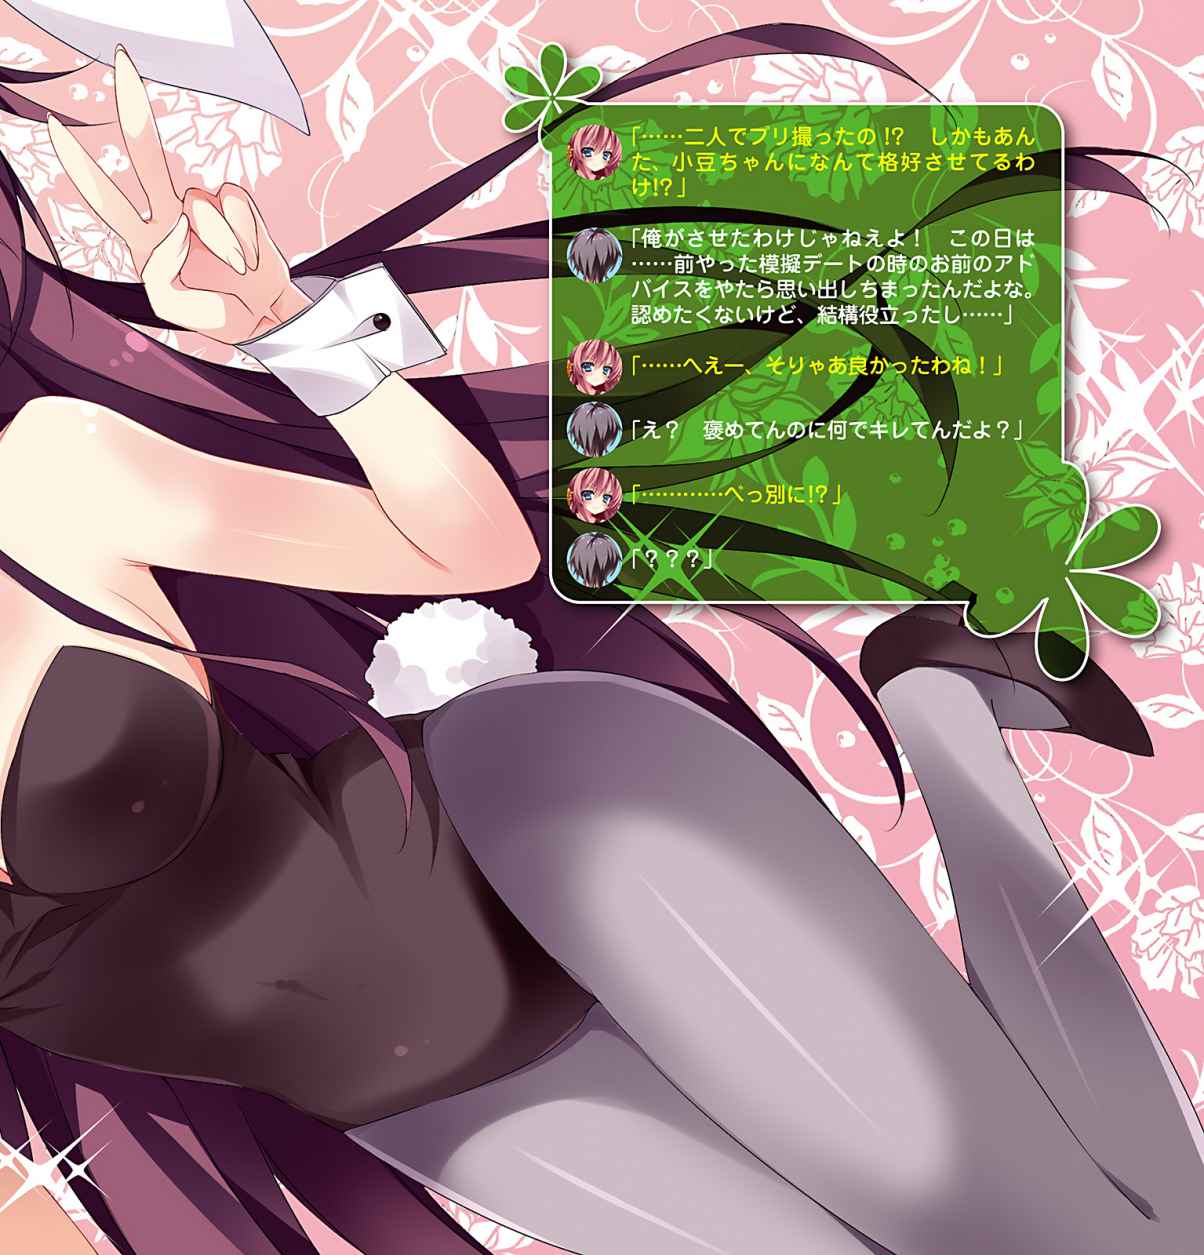 「……二人でプリ撮ったの!?　しかもあん
た、小豆ちゃんになんて格好させてるわ
け!?」
「俺がさせたわけじゃねえよ！　この日は
……前やった模擬デートの時のお前のアド
バイスをやたら思い出しちまったんだよな。
認めたくないけど、結構役立ったし……」
「……へえー、そりゃあ良かったわね！」
「え？　褒めてんのに何でキレてんだよ？」
「…………べっ別に!?」
「？？？」